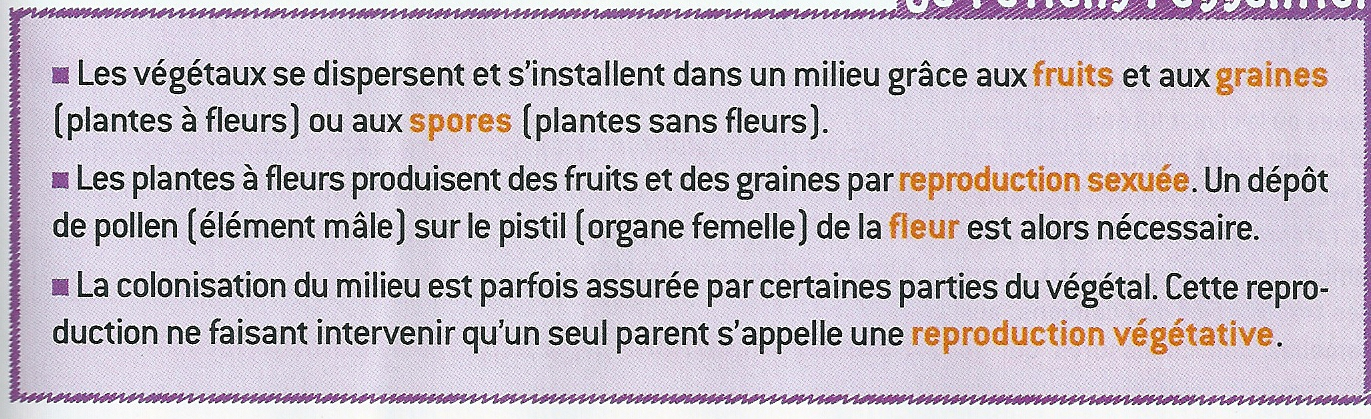 ■ Les végétaux se dispersent et s'installent dans un milieu grâce aux fruits et aux graines
(plantes à fleurs) ou aux spores (plantes sans fleurs).
■ Les plantes à fleurs produisent des fruits et des graines par reproduction sexuée. Un dépôt
de pollen (élément mâle) sur le pistil (organe femelle) de la fleur est alors nécessaire.
■ La colonisation du milieu est parfois assurée par certaines parties du végétal. Cette repro-
duction ne faisant intervenir qu'un seul parent s'appelle une reproduction végétative.